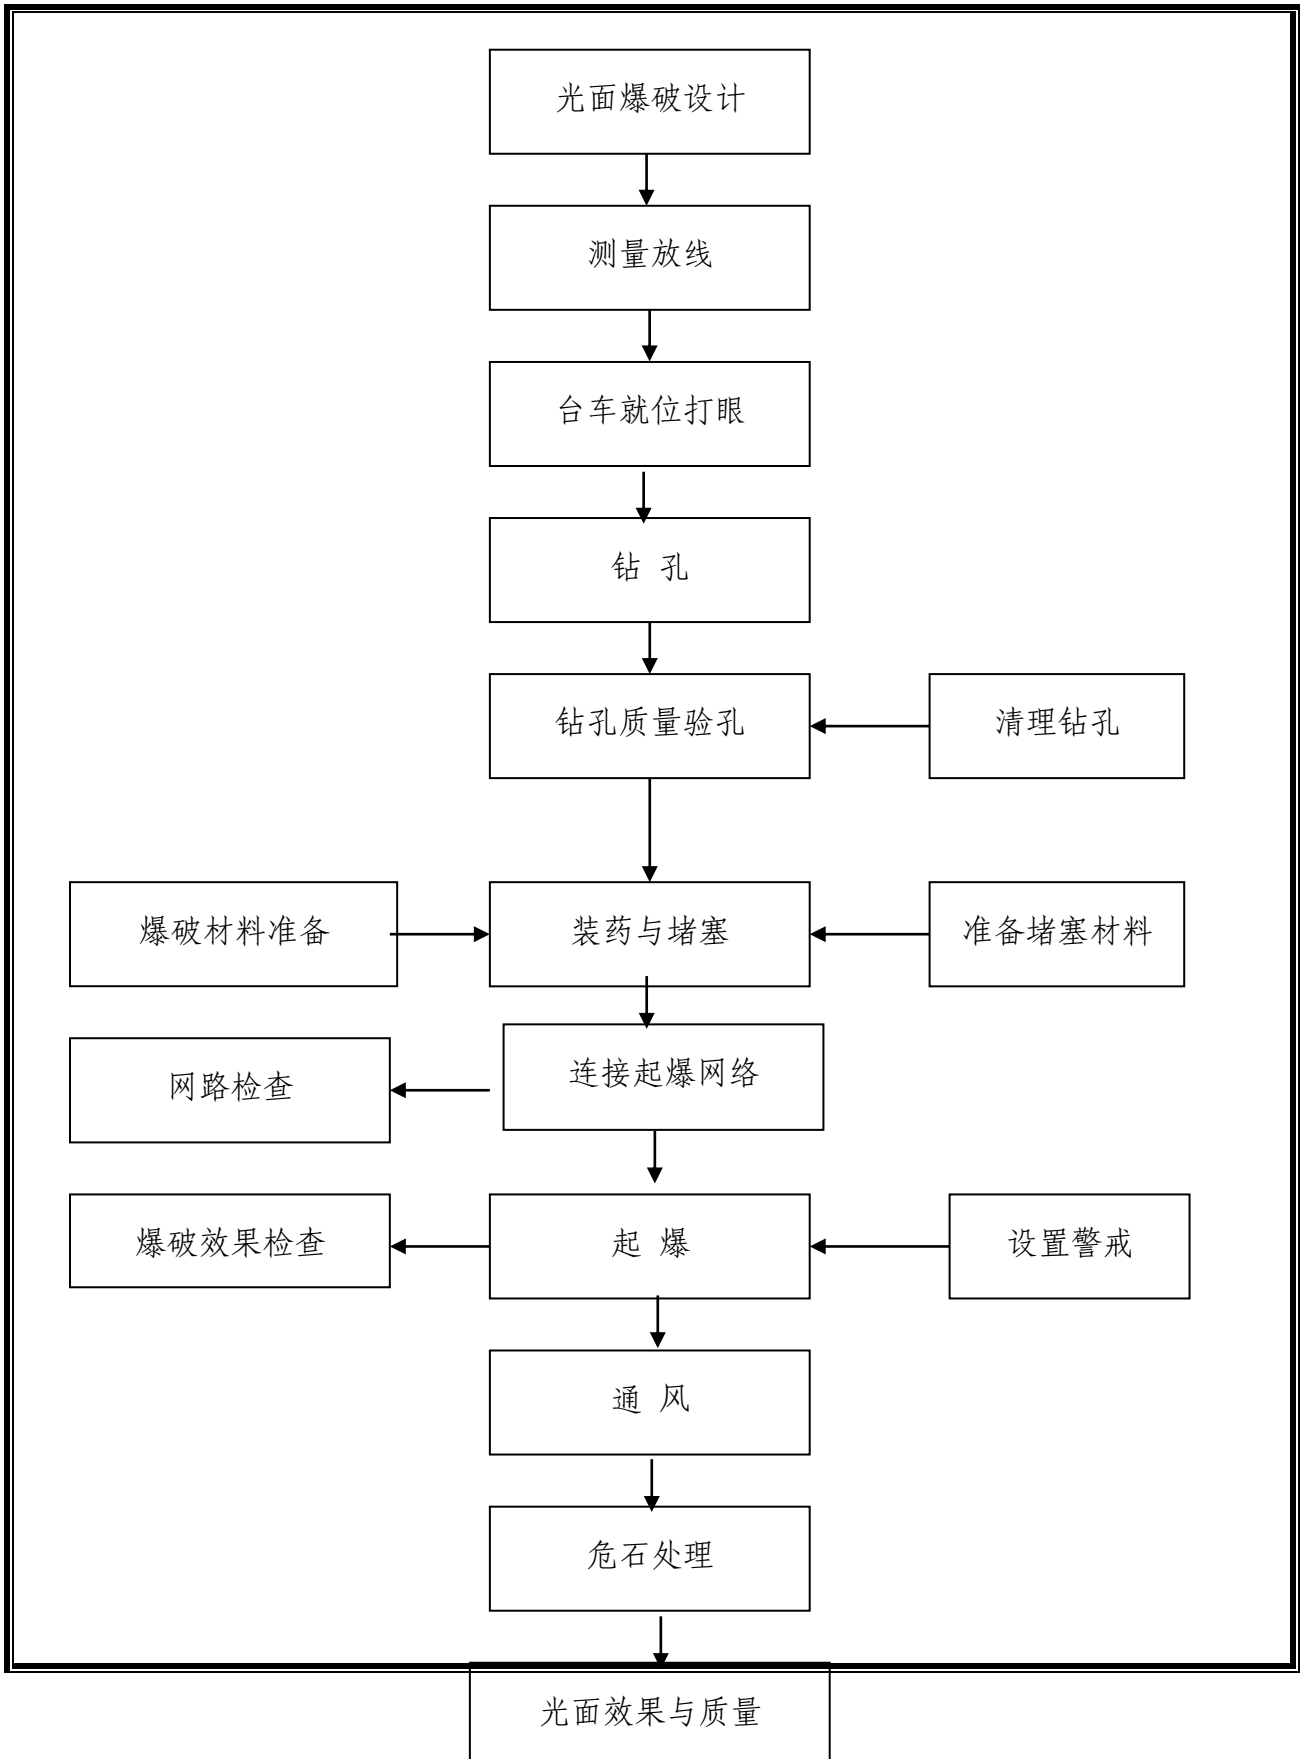 光面爆破设计
测量放线
台车就位打眼
钻 孔
钻孔质量验孔
清理钻孔
爆破材料准备
装药与堵塞
准备堵塞材料
连接起爆网络
网路检查
爆破效果检查
起 爆
设置警戒
通 风
危石处理
光面效果与质量